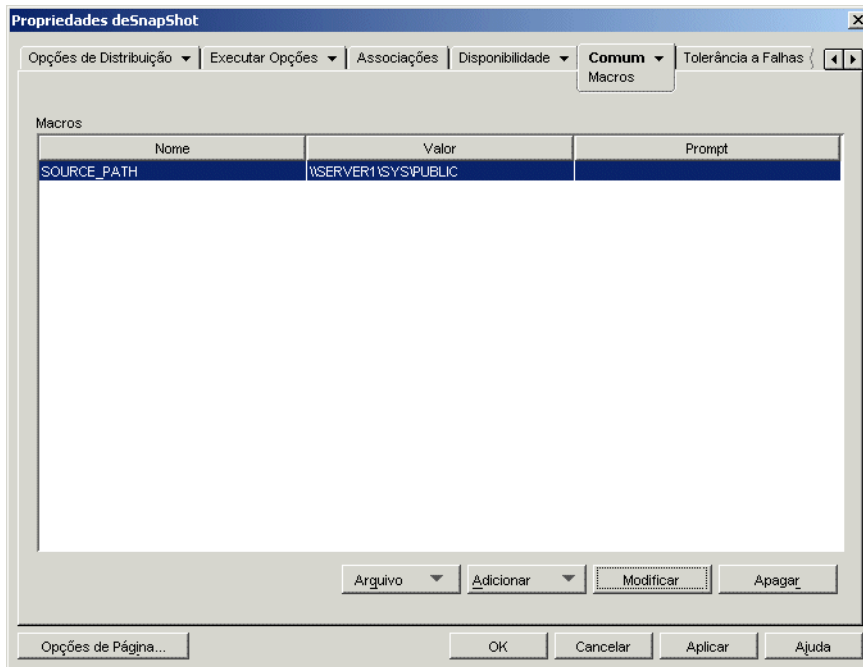 Propriedades deSnapShot
Opções de Distribuição Executar Opções Associações Disponibilidade Comum Tolerância a Falhas
Macros
Macros
Nome Valor Prompt
SOURCE_PATH \\SERVER1\SYS\PUBLIC
Arquivo Adicionar Modificar Apagar
Opções de Página... OK Cancelar Aplicar Ajuda